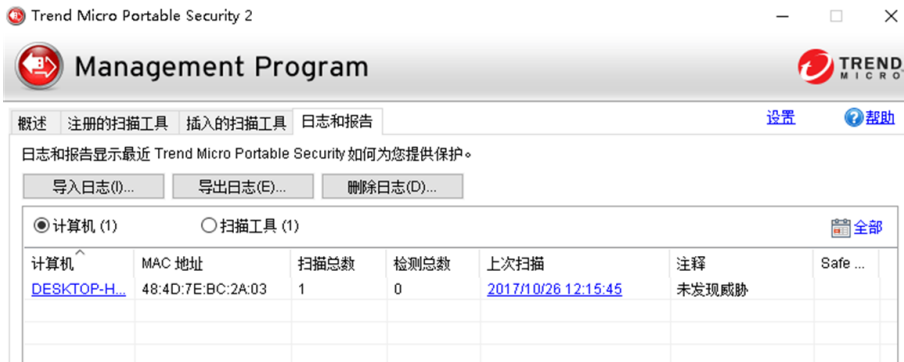 Trend Micro Portable Security 2
Management Program
TREND
MICRO
概述 注册的扫描工具 插入的扫描工具 日志和报告 设置 帮助
日志和报告显示最近 Trend Micro Portable Security 如何为您提供保护。
导入日志(I)... 导出日志(E)... 删除日志(D)...
计算机 (1) 扫描工具 (1) 全部
计算机 MAC 地址 扫描总数 检测总数 上次扫描 注释 Safe ...
DESKTOP-H... 48:4D:7E:BC:2A:03 1 0 2017/10/26 12:15:45 未发现威胁